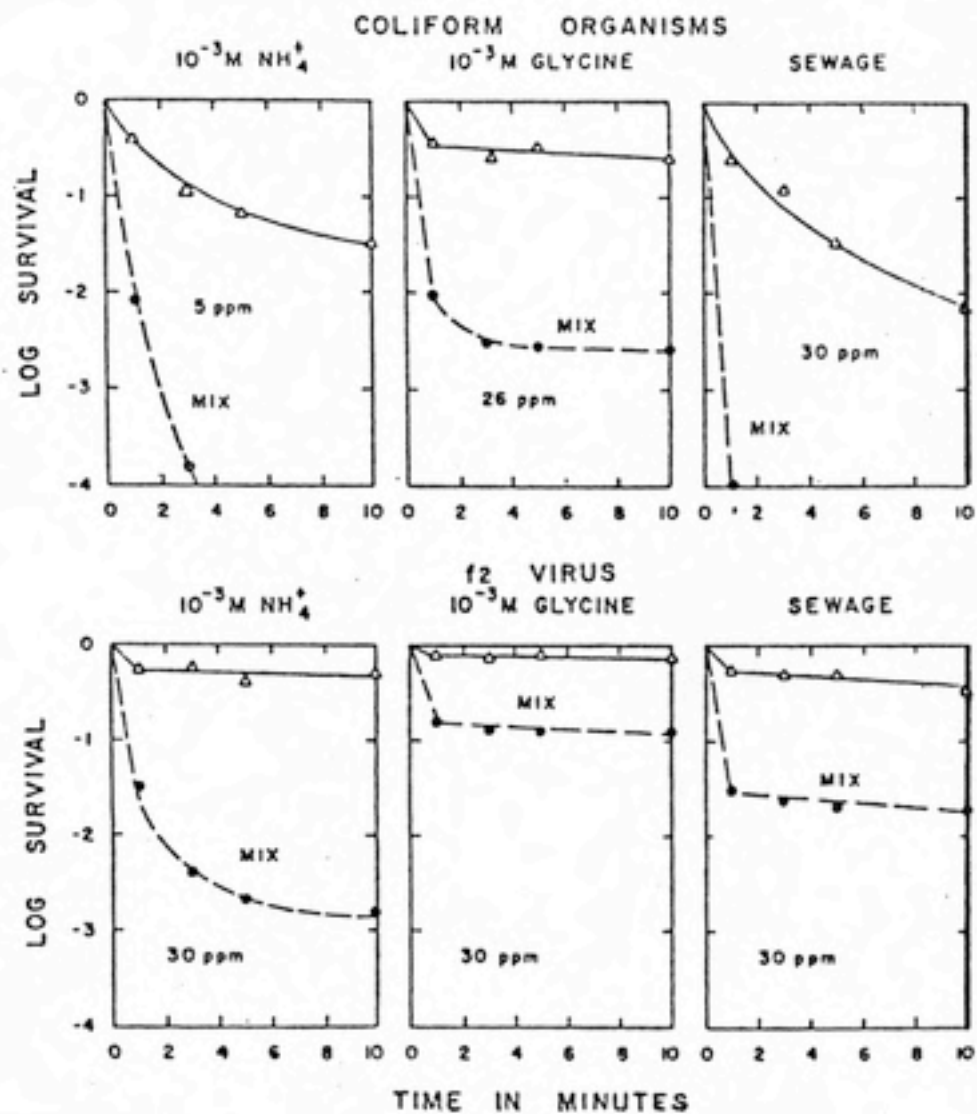 COLIFORM ORGANISMS
10⁻³M NH₄⁺ 10⁻³M GLYCINE SEWAGE
LOG SURVIVAL
0
-1
-2
-3
-4
5 ppm
MIX
MIX
26 ppm
30 ppm
MIX
0 2 4 6 8 10 0 2 4 6 8 10 0 2 4 6 8 10
f2 VIRUS
10⁻³M NH₄⁺ 10⁻³M GLYCINE SEWAGE
LOG SURVIVAL
0
-1
-2
-3
-4
MIX
30 ppm
MIX
30 ppm
MIX
30 ppm
0 2 4 6 8 10 0 2 4 6 8 10 0 2 4 6 8 10
TIME IN MINUTES